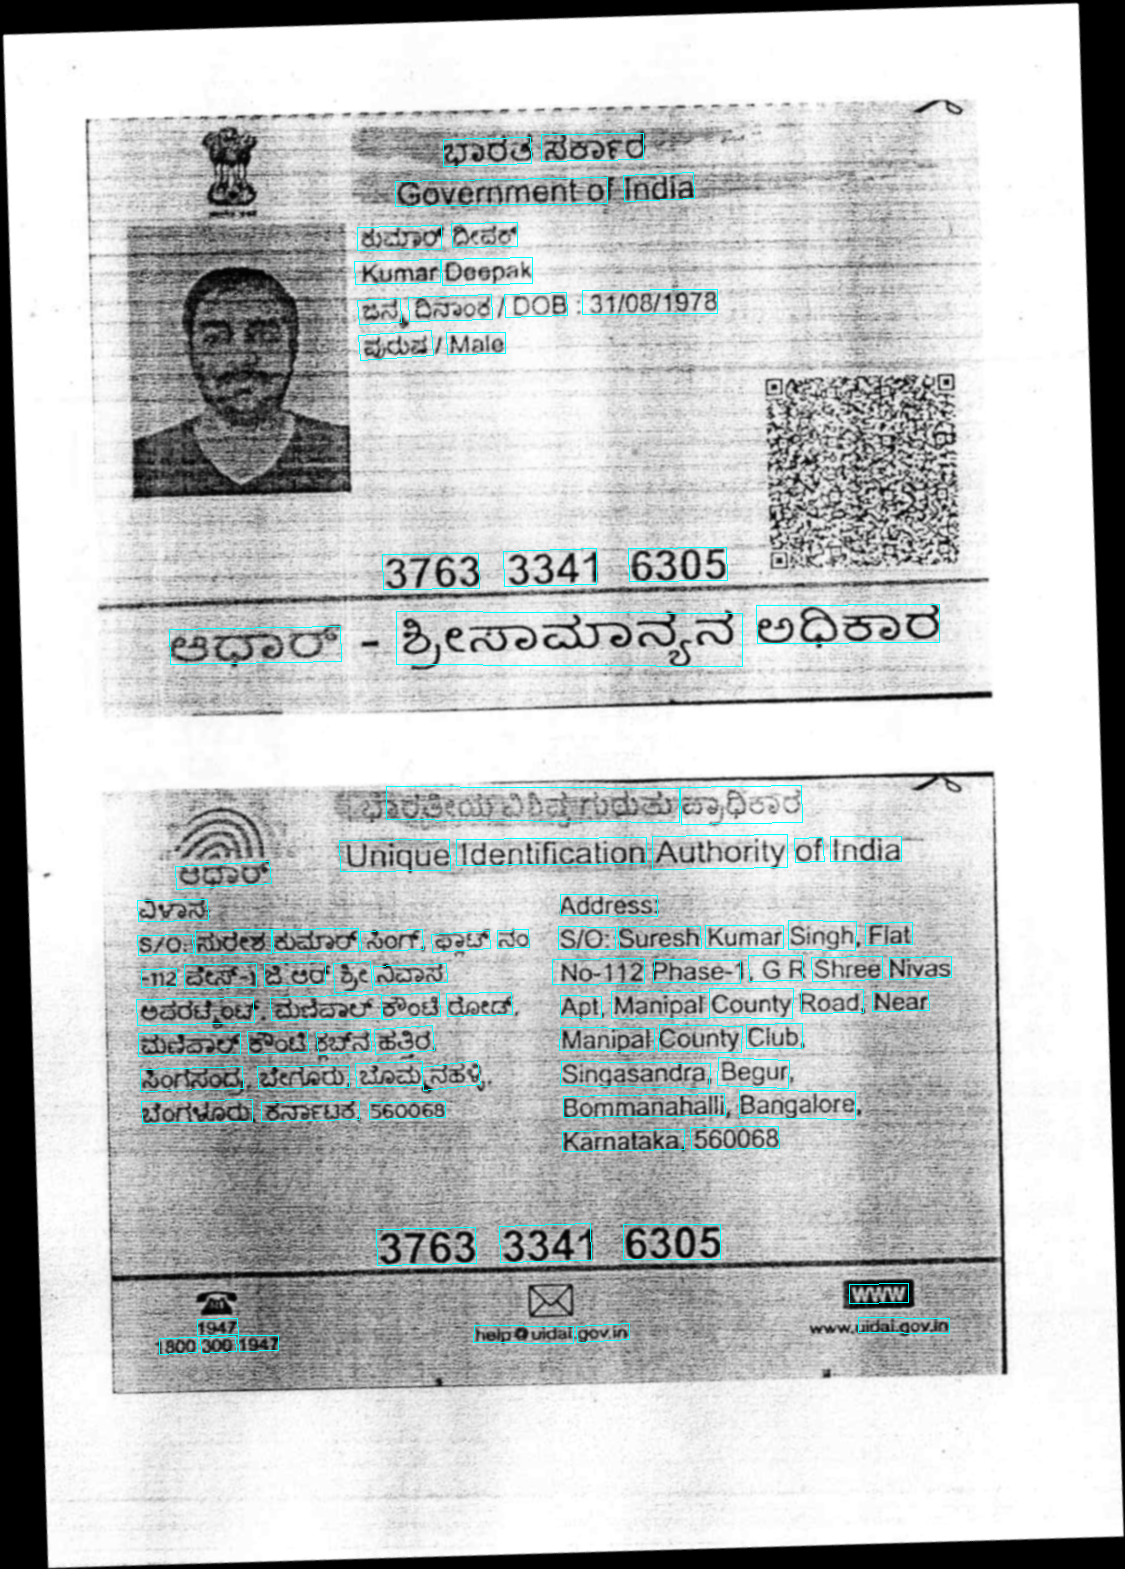 ಭಾರತ ಸರ್ಕಾರ
Government of India
ಕುಮಾರ್ ದೀಪಕ್
Kumar Deepak
ಜನ್ಮ ದಿನಾಂಕ / DOB : 31/08/1978
ಪುರುಷ / Male
3763 3341 6305
ಆಧಾರ್ - ಶ್ರೀಸಾಮಾನ್ಯನ ಅಧಿಕಾರ
ಭಾರತೀಯ ವಿಶಿಷ್ಟ ಗುರುತು ಪ್ರಾಧಿಕಾರ
Unique Identification Authority of India
ಆಧಾರ್
ವಿಳಾಸ:
S/O: ಸುರೇಶ ಕುಮಾರ್ ಸಿಂಗ್, ಫ್ಲಾಟ್ ನಂ
-112 ಫೇಸ್-1, ಜಿ ಆರ್ ಶ್ರೀ ನಿವಾಸ
ಅಪರಟ್ಮೆಂಟ್, ಮಣಿಪಾಲ್ ಕೌಂಟಿ ರೋಡ್,
ಮಣಿಪಾಲ್ ಕೌಂಟಿ ಕ್ಲಬ್‌ನ ಹತ್ತಿರ,
ಸಿಂಗಸಂದ್ರ, ಬೇಗೂರು, ಬೊಮ್ಮನಹಳ್ಳಿ,
ಬೆಂಗಳೂರು, ಕರ್ನಾಟಕ, 560068
Address:
S/O: Suresh Kumar Singh, Flat
No-112 Phase-1, G R Shree Nivas
Apt, Manipal County Road, Near
Manipal County Club,
Singasandra, Begur,
Bommanahalli, Bangalore,
Karnataka, 560068
3763 3341 6305
1947
1800 300 1947
help@uidai.gov.in
WWW
www.uidai.gov.in